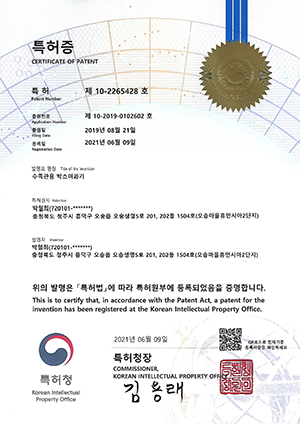 특허증
CERTIFICATE OF PATENT
특 허 제 10-2265428 호
Patent Number
출원번호 제 10-2019-0102602 호
Application Number
출원일 2019년 08월 21일
Filing Date
등록일 2021년 06월 09일
Registration Date
발명의 명칭 Title of the Invention
수족관용 박스여과기
특허권자 Patentee
박철희(720101-*******)
충청북도 청주시 흥덕구 오송읍 오송생명5로 201, 202동 1504호(오송마을휴먼시아2단지)
발명자 Inventor
박철희(720101-*******)
충청북도 청주시 흥덕구 오송읍 오송생명5로 201, 202동 1504호(오송마을휴먼시아2단지)
위의 발명은 「특허법」에 따라 특허원부에 등록되었음을 증명합니다.
This is to certify that, in accordance with the Patent Act, a patent for the
invention has been registered at the Korean Intellectual Property Office.
2021년 06월 09일
QR코드로 현재기준
등록사항을 확인하세요
특허청
Korean Intellectual
Property Office
특허청장
COMMISSIONER,
KOREAN INTELLECTUAL PROPERTY OFFICE
김용래